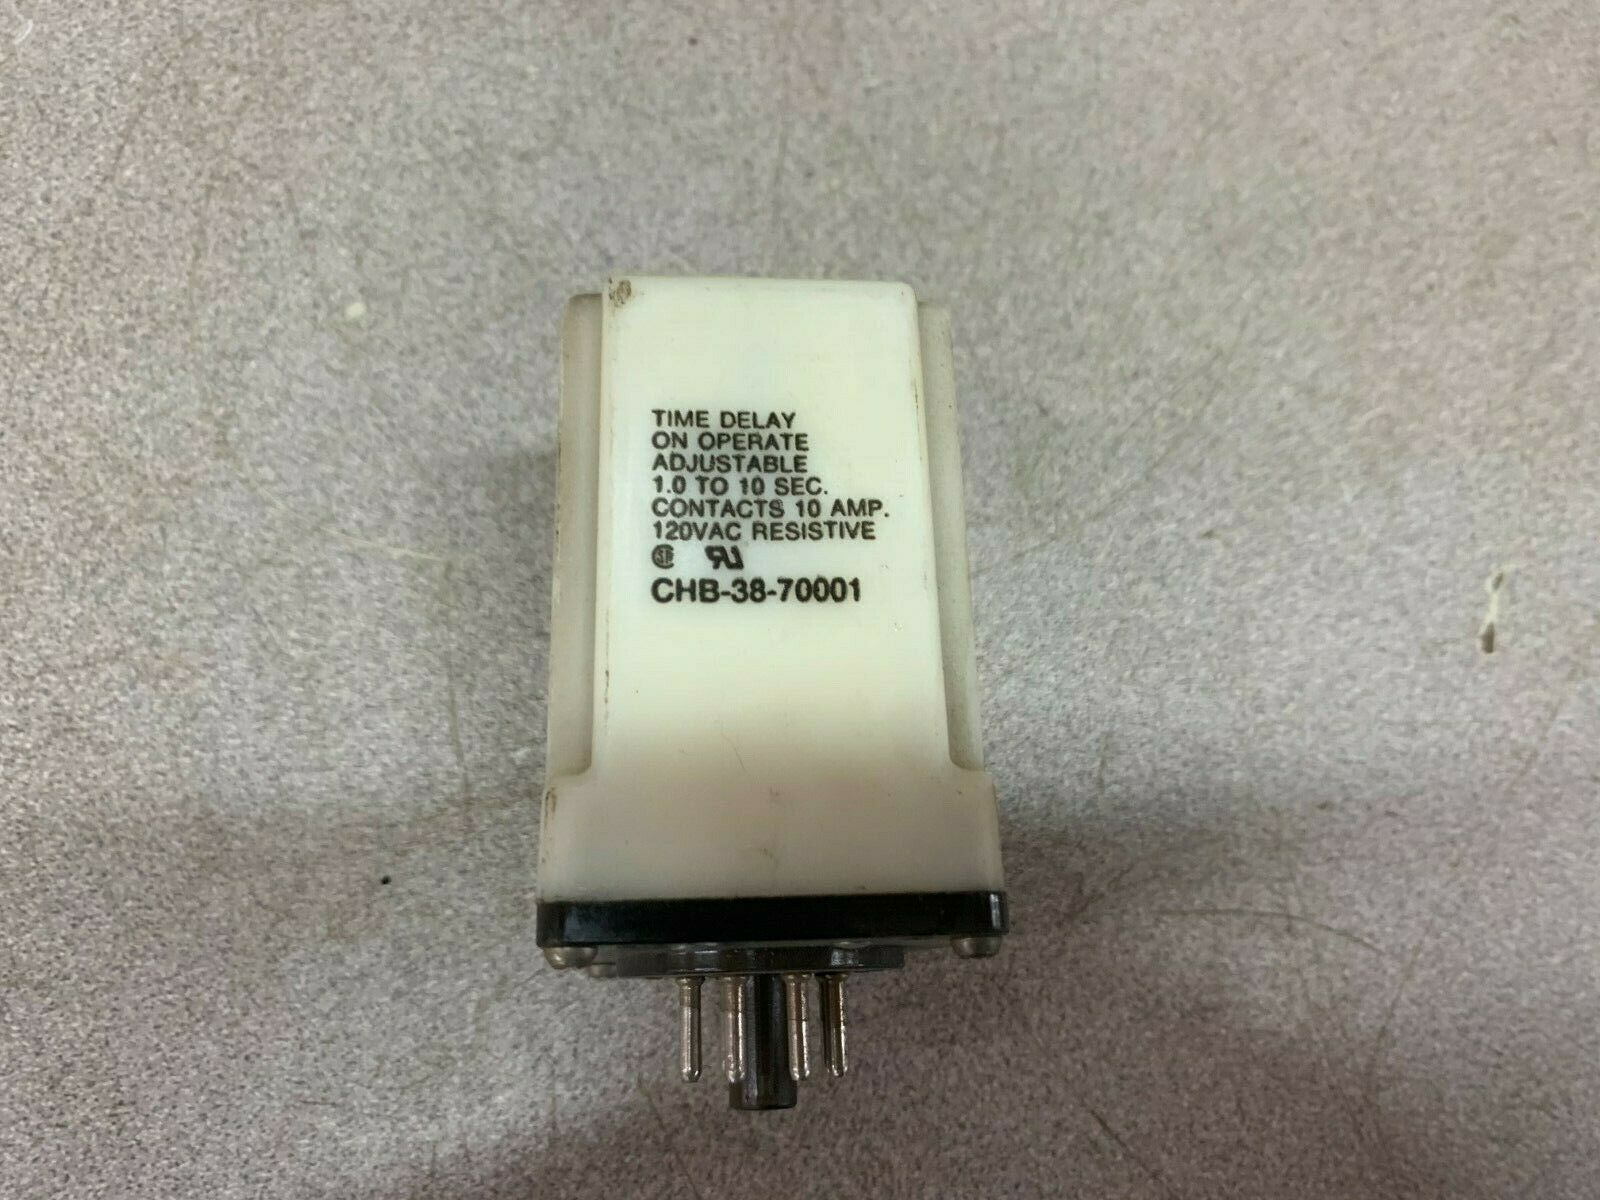 TIME DELAY
ON OPERATE
ADJUSTABLE
1.0 TO 10 SEC.
CONTACTS 10 AMP.
120VAC RESISTIVE
CHB-38-70001